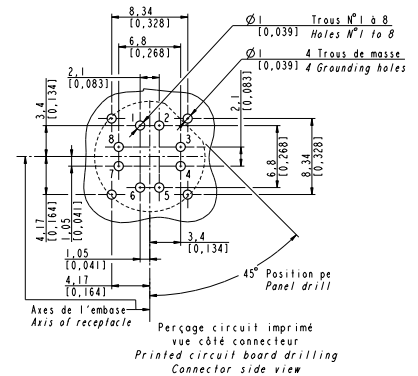 8,34
[0,328]
Ø 1
[0,039]
Trous N°1 à 8
Holes N°1 to 8
6,8
[0,268]
Ø 1
[0,039]
4 Trous de masse
4 Grounding holes
2,1
[0,083]
3,4
[0,134]
2,1
[0,083]
1
2
8
3
7
4
6
5
6,8
[0,268]
8,34
[0,328]
4,17
[0,164]
1,05
[0,041]
1,05
[0,041]
3,4
[0,134]
4,17
[0,164]
45° Position pe
Panel drill
Axes de l'embase
Axis of receptacle
Perçage circuit imprimé
vue côté connecteur
Printed circuit board drilling
Connector side view